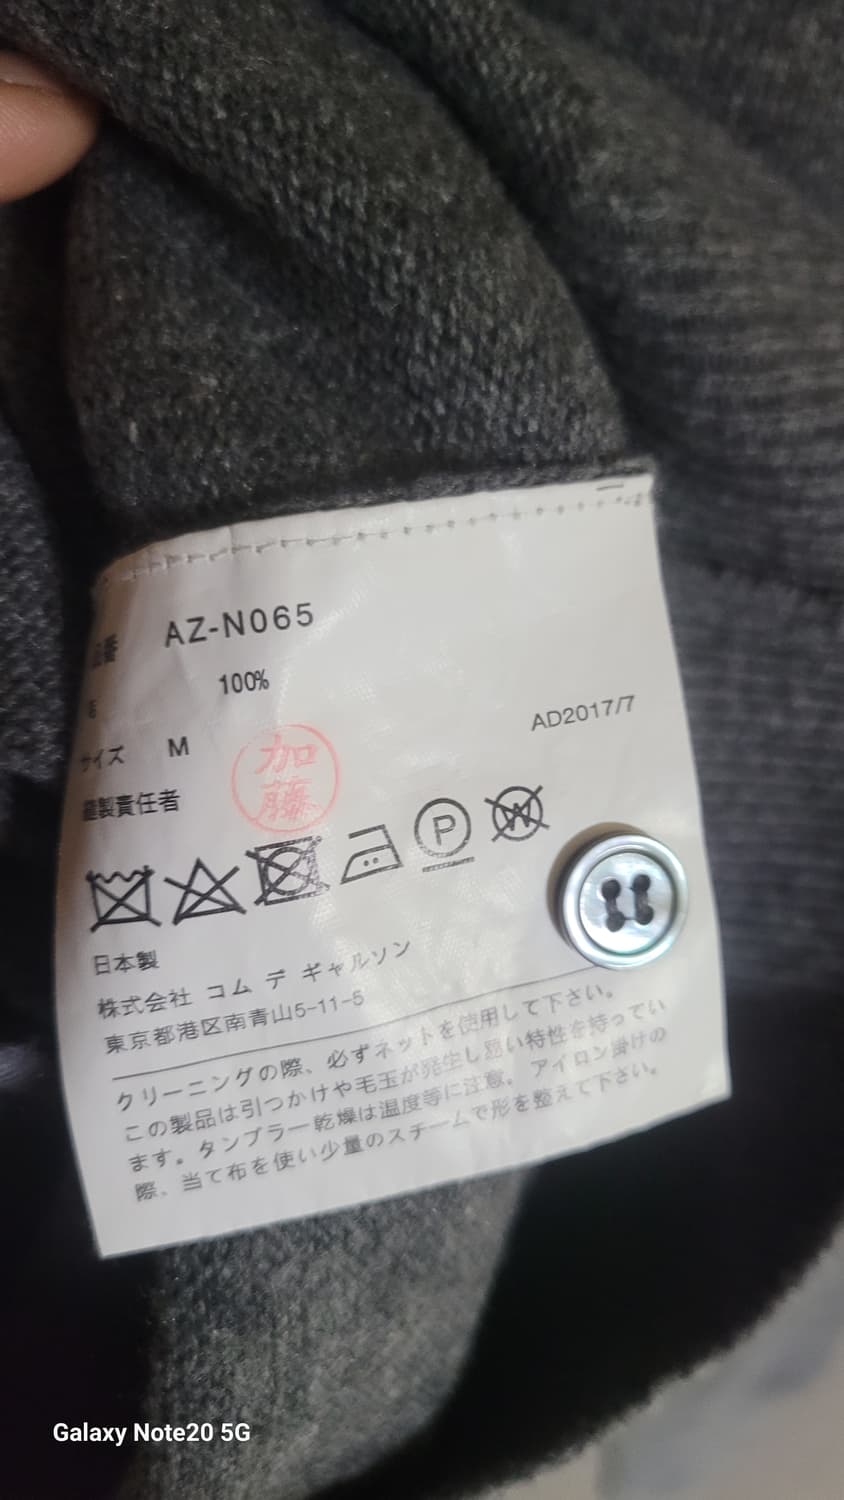 品番 AZ-N065
毛 100%
AD2017/7
サイズ M
縫製責任者
加藤
P
W
日本製
株式会社 コム デ ギャルソン
東京都港区南青山5-11-5
クリーニングの際、必ずネットを使用して下さい。
この製品は引つかけや毛玉が発生し易い特性を持ってい
ます。タンブラー乾燥は温度等に注意。アイロン掛けの
際、当て布を使い少量のスチームで形を整えて下さい。
Galaxy Note20 5G